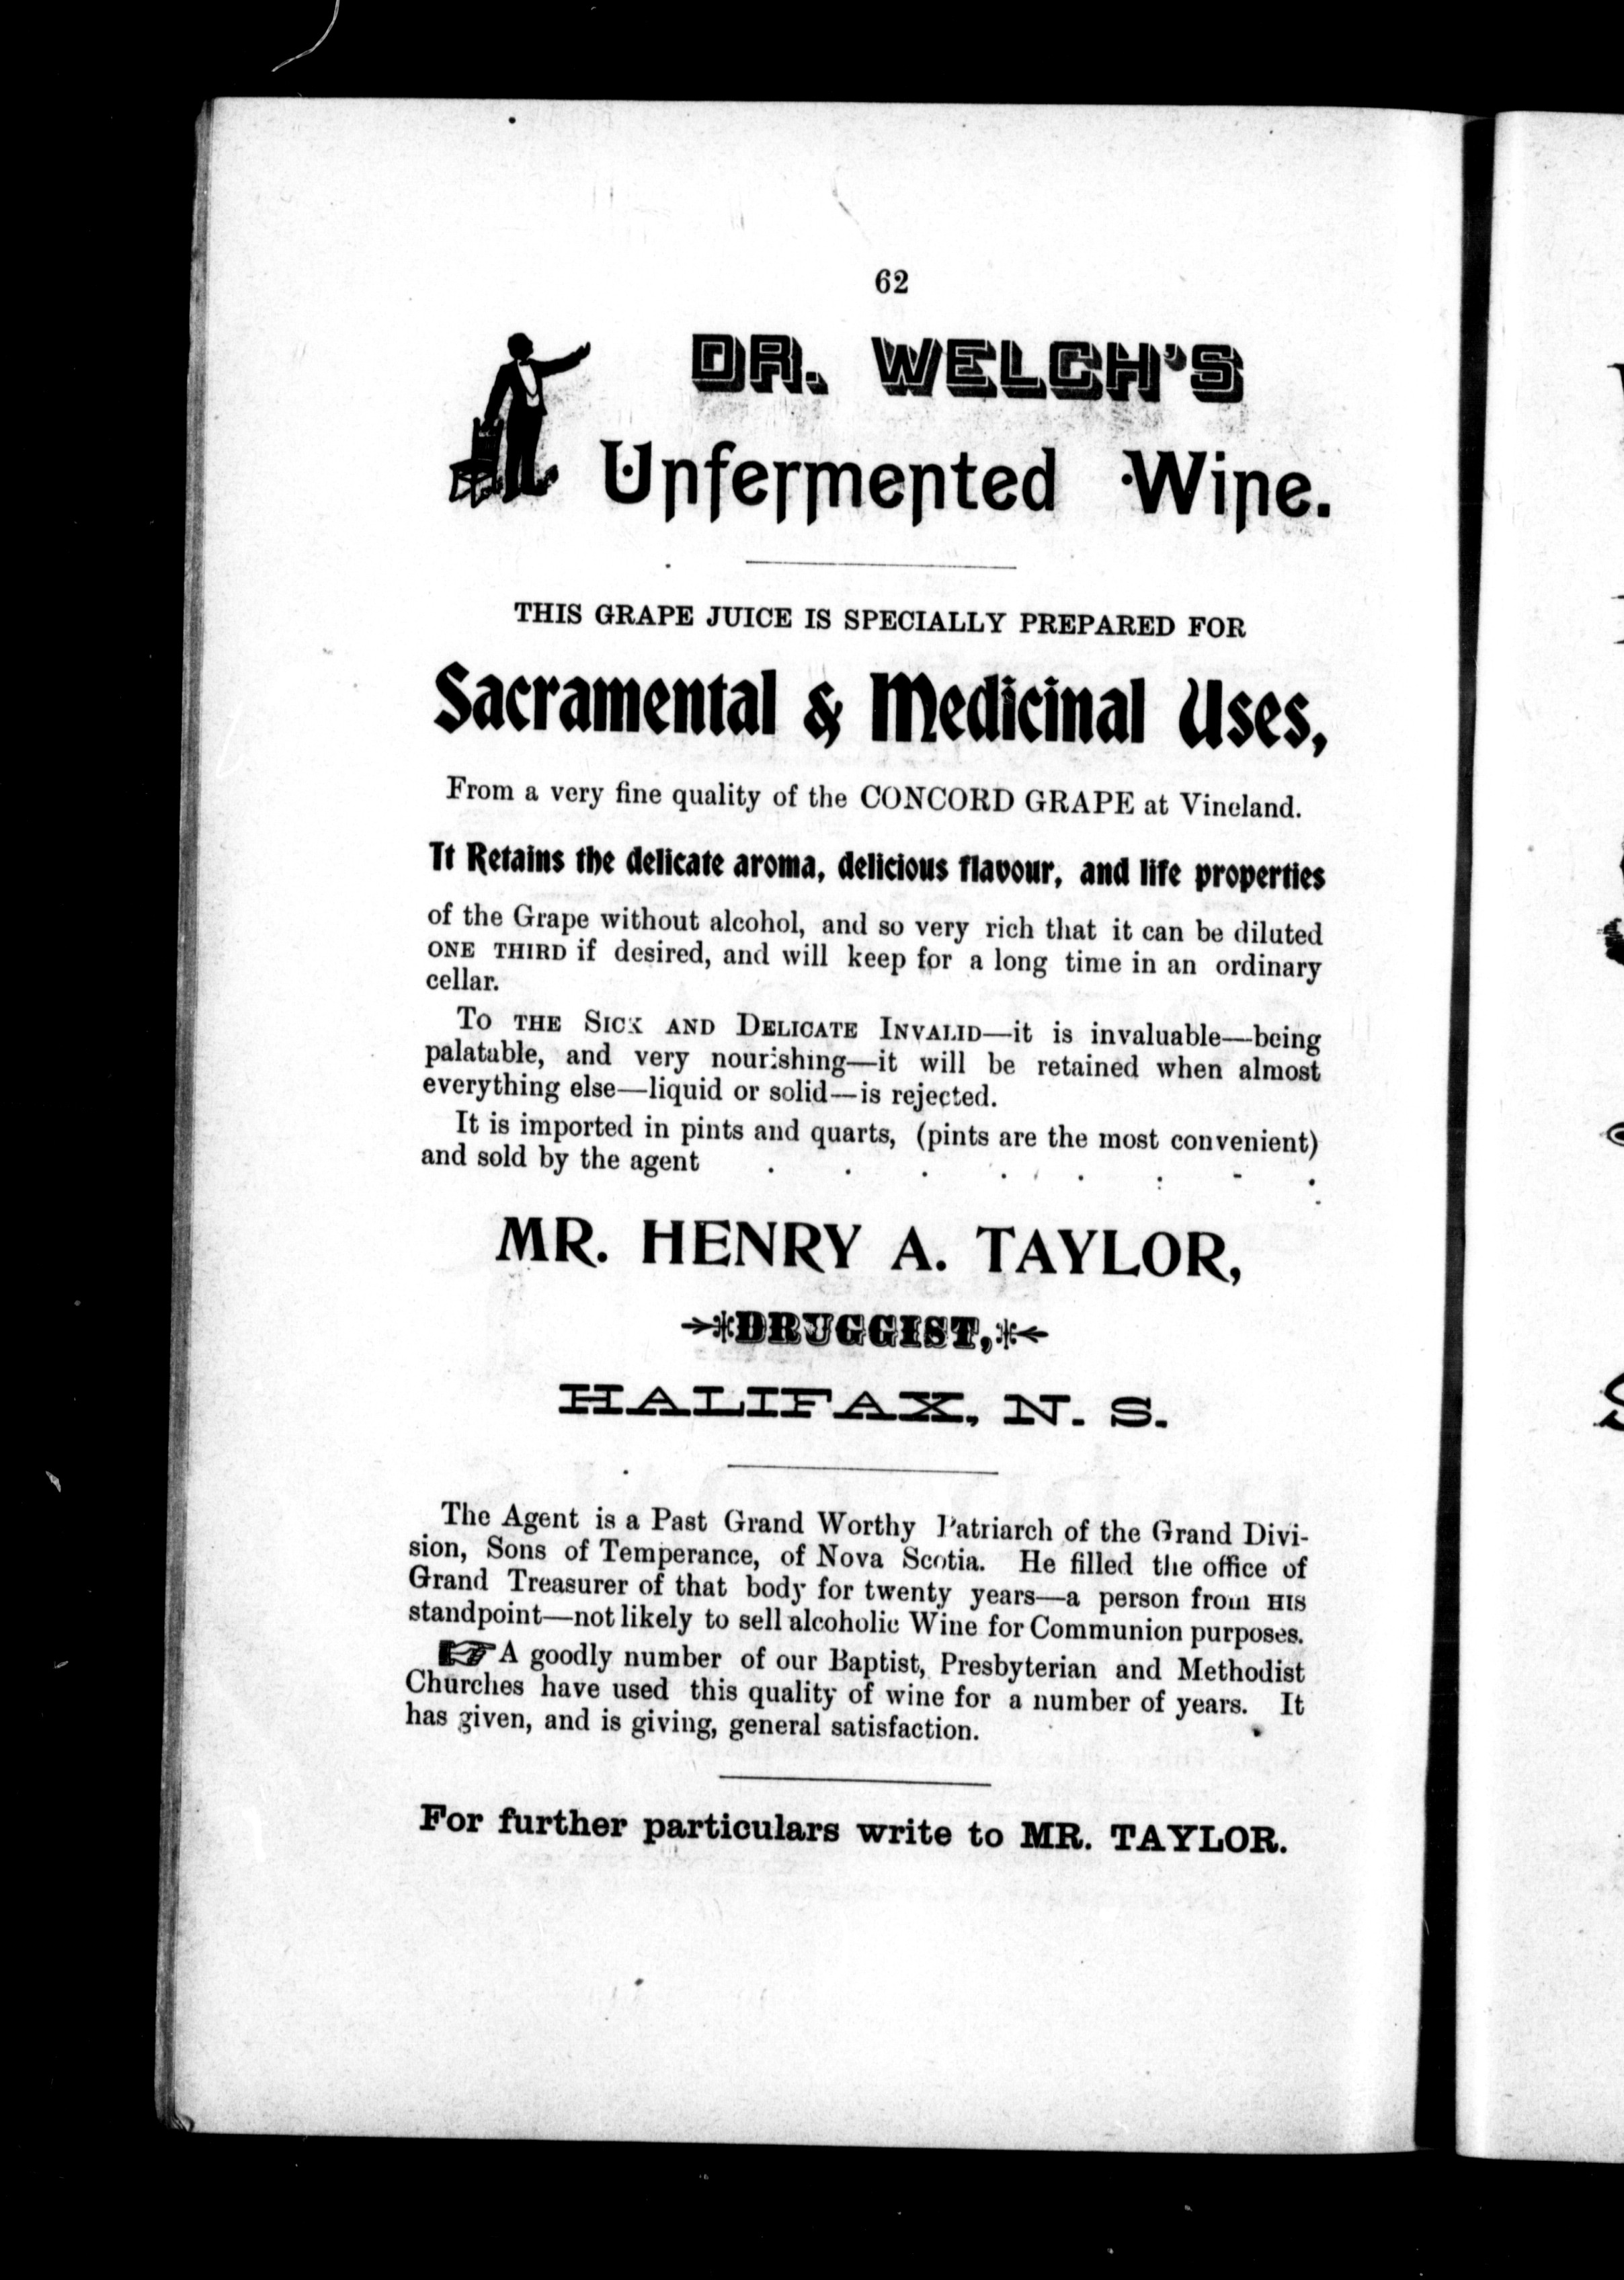 62
DR. WELCH'S
Unfermented Wine.
THIS GRAPE JUICE IS SPECIALLY PREPARED FOR
Sacramental & Medicinal Uses,
From a very fine quality of the CONCORD GRAPE at Vineland.
It Retains the delicate aroma, delicious flavour, and life properties
of the Grape without alcohol, and so very rich that it can be diluted
ONE THIRD if desired, and will keep for a long time in an ordinary
cellar.
TO THE SICK AND DELICATE INVALID—it is invaluable—being
palatable, and very nourishing—it will be retained when almost
everything else—liquid or solid—is rejected.
It is imported in pints and quarts, (pints are the most convenient)
and sold by the agent
MR. HENRY A. TAYLOR,
DRUGGIST,
HALIFAX, N. S.
The Agent is a Past Grand Worthy Patriarch of the Grand Divi-
sion, Sons of Temperance, of Nova Scotia. He filled the office of
Grand Treasurer of that body for twenty years—a person from HIS
standpoint—not likely to sell alcoholic Wine for Communion purposes.
☞ A goodly number of our Baptist, Presbyterian and Methodist
Churches have used this quality of wine for a number of years. It
has given, and is giving, general satisfaction.
For further particulars write to MR. TAYLOR.